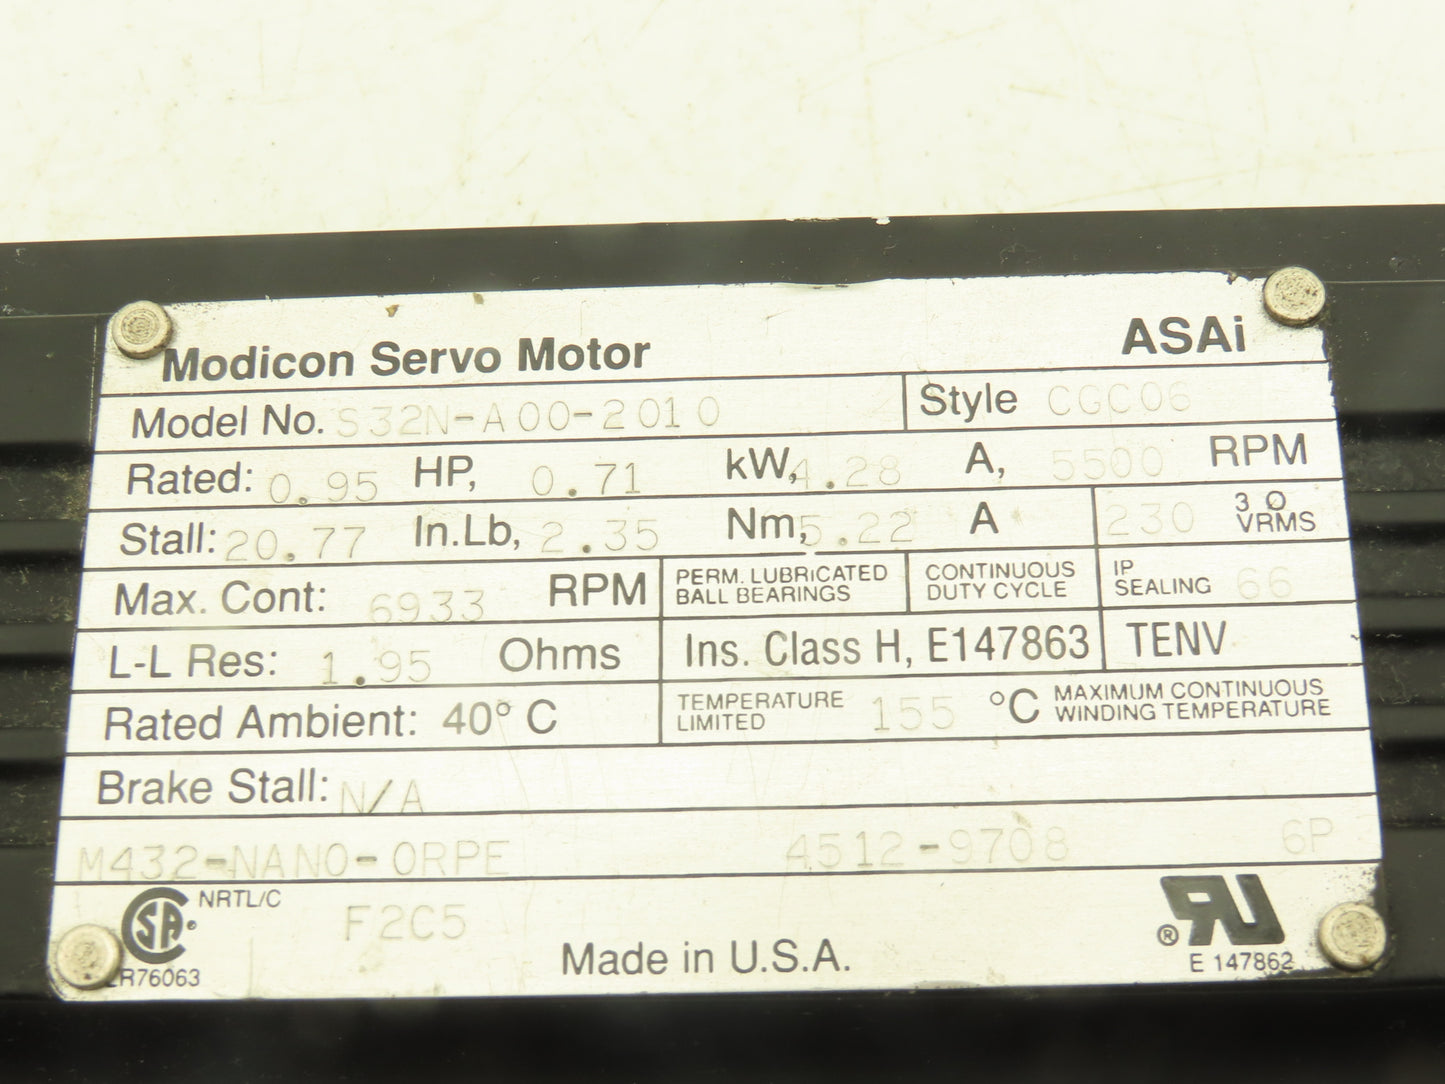 Modicon Servo Motor ASAi
Model No. S32N-A00-2010 Style CGC06
Rated: 0.95 HP, 0.71 kW, 4.28 A, 5500 RPM
Stall: 20.77 In.Lb, 2.35 Nm, 5.22 A 230 3 Ø VRMS
Max. Cont: 6933 RPM PERM. LUBRICATED BALL BEARINGS CONTINUOUS DUTY CYCLE IP SEALING 66
L-L Res: 1.95 Ohms Ins. Class H, E147863 TENV
Rated Ambient: 40° C TEMPERATURE LIMITED 155 °C MAXIMUM CONTINUOUS WINDING TEMPERATURE
Brake Stall: N/A
M432-NANO-ORPE 4512-9708 6P
CSA NRTL/C F2C5 RU ®
LR76063 Made in U.S.A. E 147862